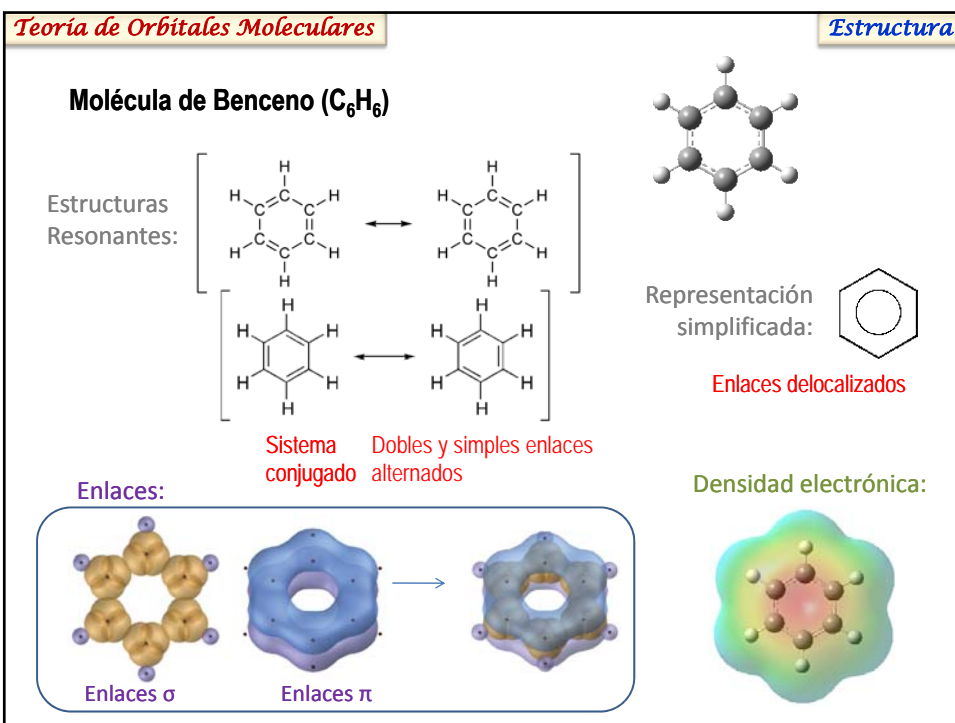 Teoría de Orbitales Moleculares
Estructura
Molécula de Benceno (C₆H₆)
Estructuras
Resonantes:
H
H C H
C C
C C
H C H
H
H
H C H
C C
C C
H C H
H
H
H H
H H
H
H
H H
H H
H
Sistema
conjugado
Dobles y simples enlaces
alternados
Representación
simplificada:
Enlaces delocalizados
Enlaces:
Enlaces σ
Enlaces π
Densidad electrónica: